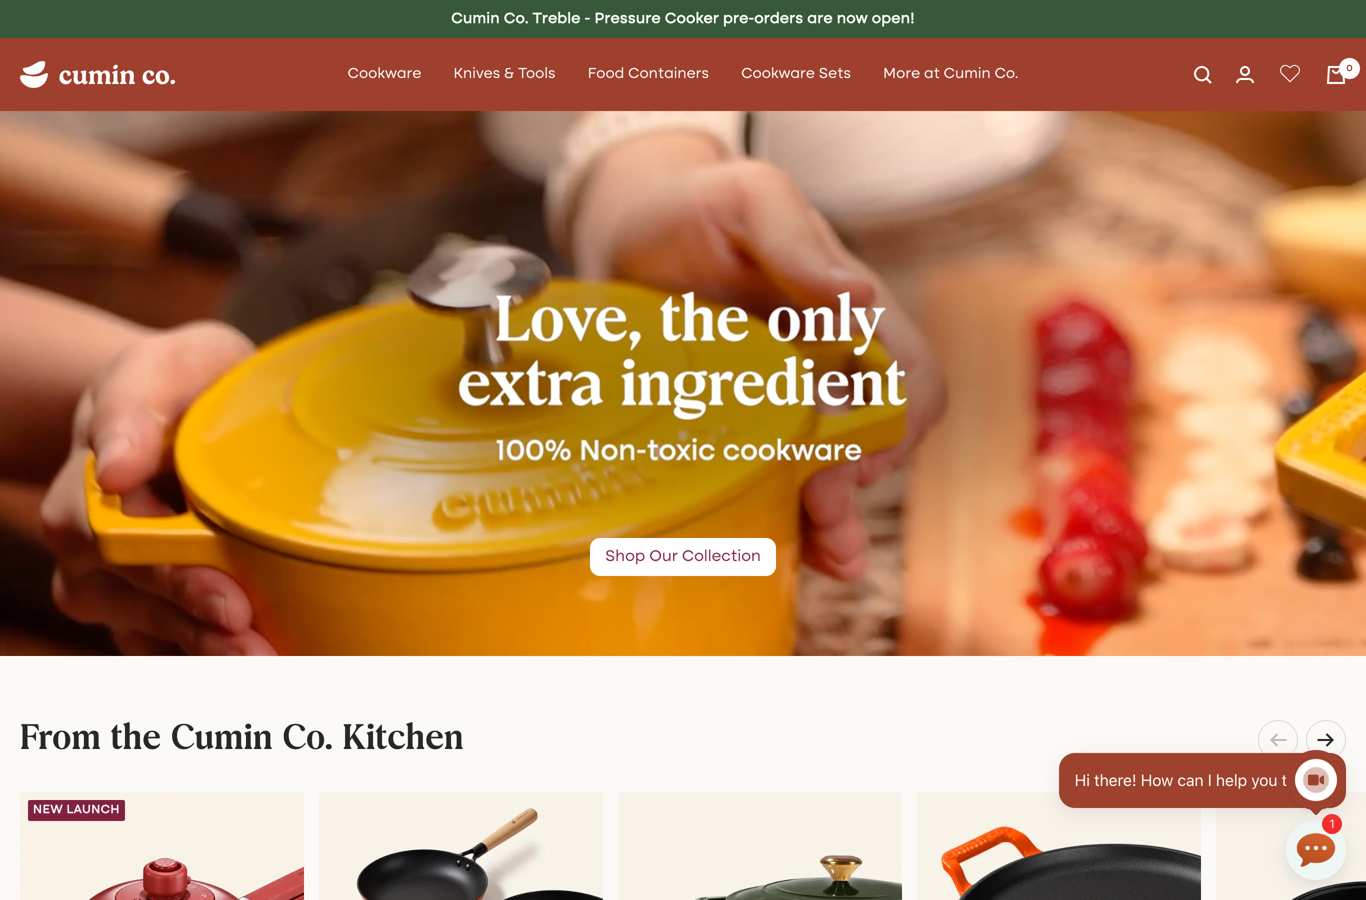 Cumin Co. Treble - Pressure Cooker pre-orders are now open!
cumin co.
Cookware
Knives & Tools
Food Containers
Cookware Sets
More at Cumin Co.
0
Love, the only
extra ingredient
100% Non-toxic cookware
cumin
Shop Our Collection
From the Cumin Co. Kitchen
Hi there! How can I help you t
1
NEW LAUNCH